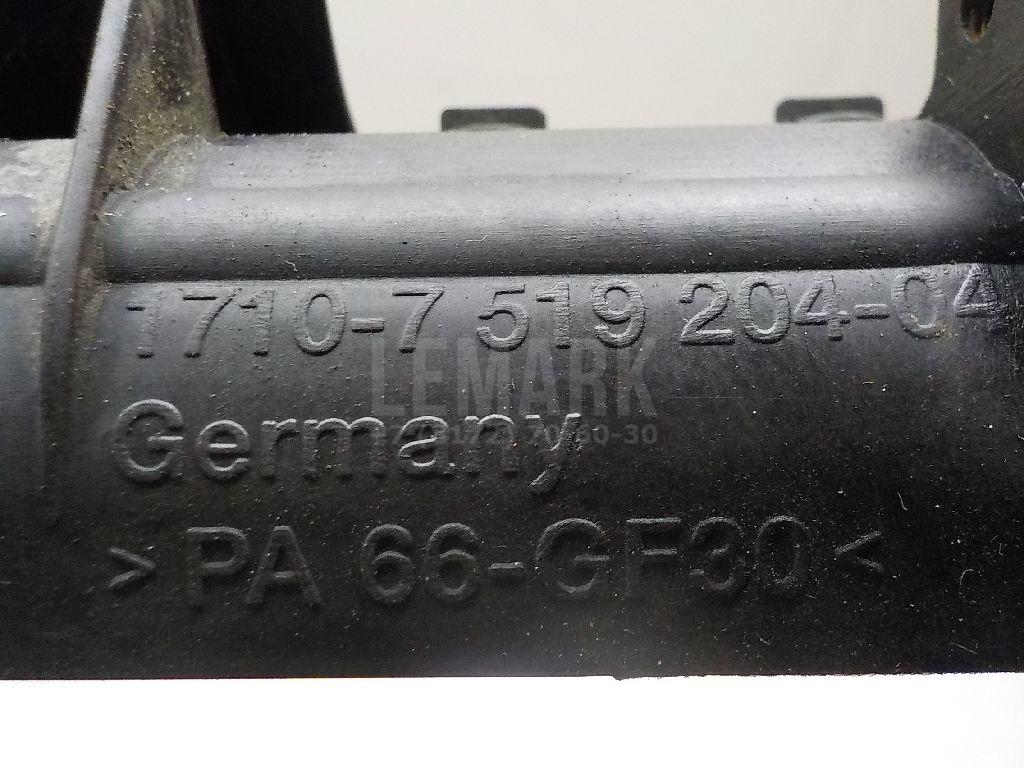 1710-7 519 204-04
LEMARK
Germany
>PA 66-GF30<